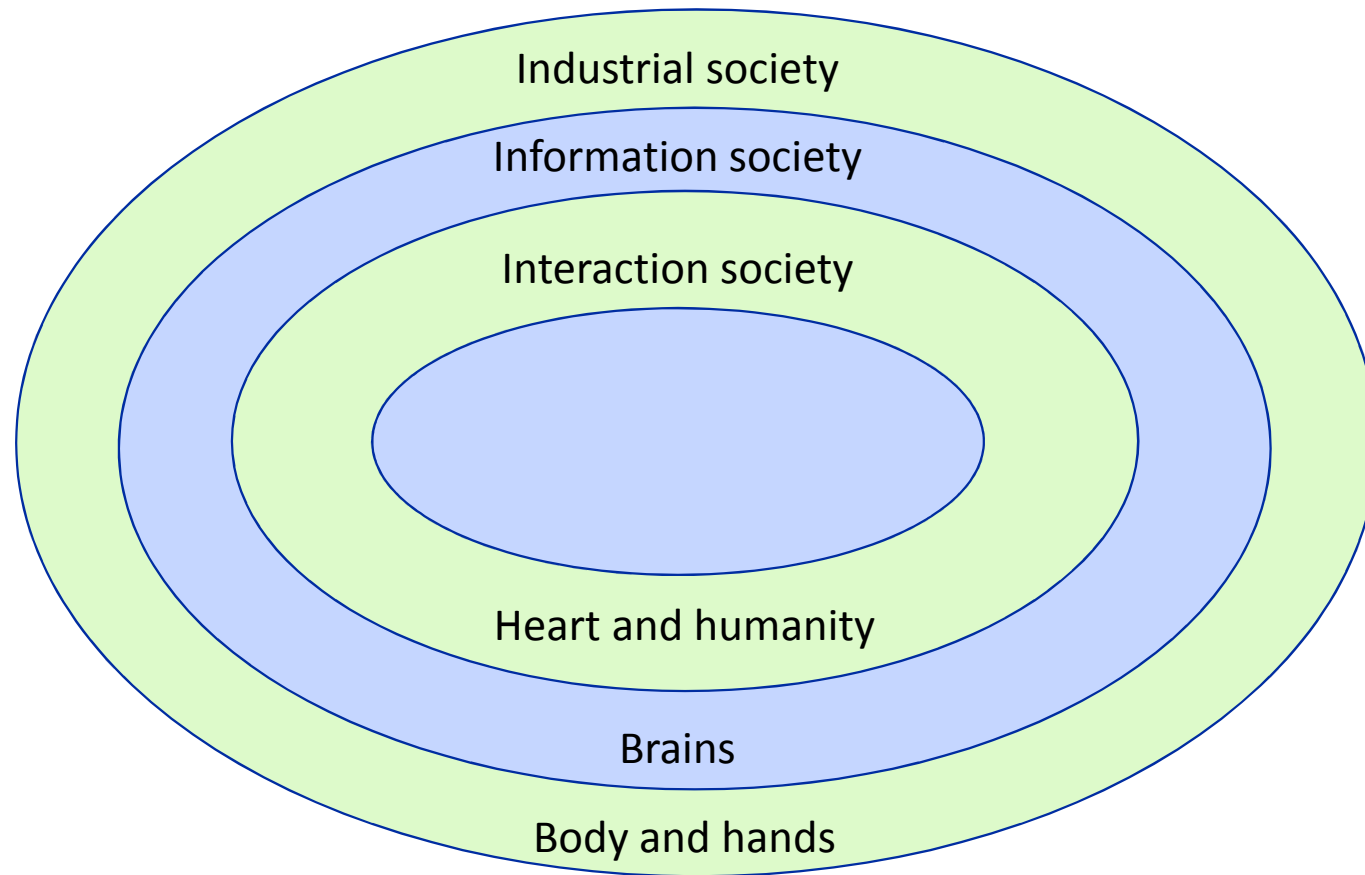 Industrial society
Information society
Interaction society
Heart and humanity
Brains
Body and hands